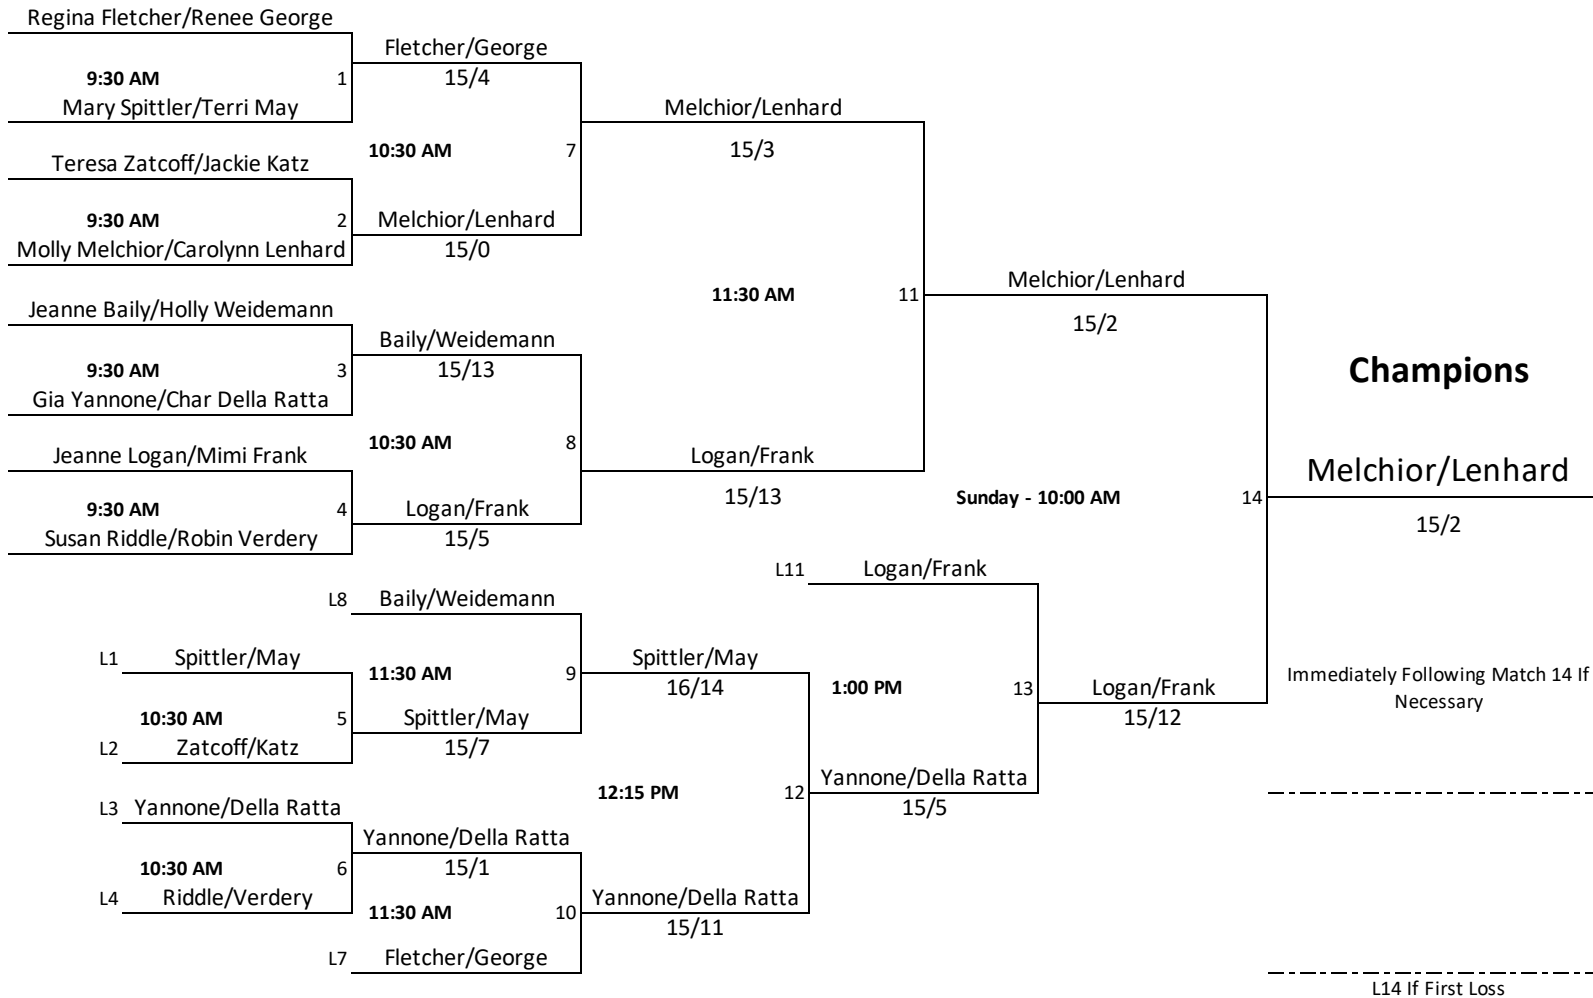 Regina Fletcher/Renee George
9:30 AM 1
Mary Spittler/Terri May
Fletcher/George
15/4
Teresa Zatcoff/Jackie Katz
9:30 AM 2
Molly Melchior/Carolynn Lenhard
10:30 AM 7
Melchior/Lenhard
15/0
Melchior/Lenhard
15/3
Jeanne Baily/Holly Weidemann
9:30 AM 3
Gia Yannone/Char Della Ratta
Baily/Weidemann
15/13
Jeanne Logan/Mimi Frank
9:30 AM 4
Susan Riddle/Robin Verdery
10:30 AM 8
Logan/Frank
15/5
Logan/Frank
15/13
11:30 AM 11
Melchior/Lenhard
15/2
Sunday - 10:00 AM 14
Champions
Melchior/Lenhard
15/2
L8 Baily/Weidemann
L1 Spittler/May
10:30 AM 5
L2 Zatcoff/Katz
11:30 AM 9
Spittler/May
15/7
Spittler/May
16/14
L3 Yannone/Della Ratta
10:30 AM 6
L4 Riddle/Verdery
Yannone/Della Ratta
15/1
11:30 AM 10
L7 Fletcher/George
Yannone/Della Ratta
15/11
12:15 PM 12
Yannone/Della Ratta
15/5
L11 Logan/Frank
1:00 PM 13
Logan/Frank
15/12
Immediately Following Match 14 If
Necessary
L14 If First Loss